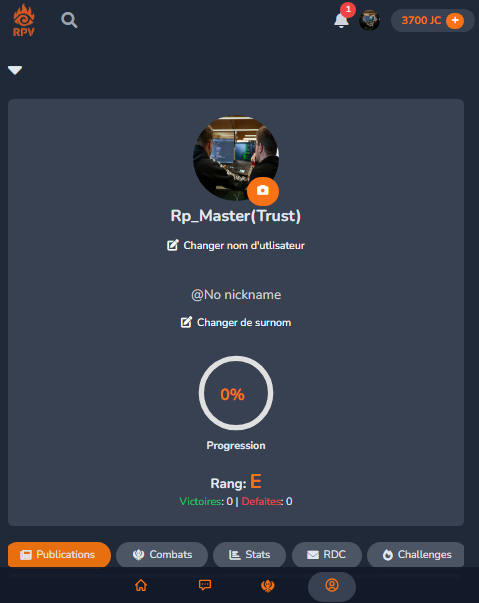 RPV
1
3700 JC +
Rp_Master(Trust)
Changer nom d'utlisateur
@No nickname
Changer de surnom
0%
Progression
Rang: E
Victoires: 0 | Defaites: 0
Publications Combats Stats RDC Challenges